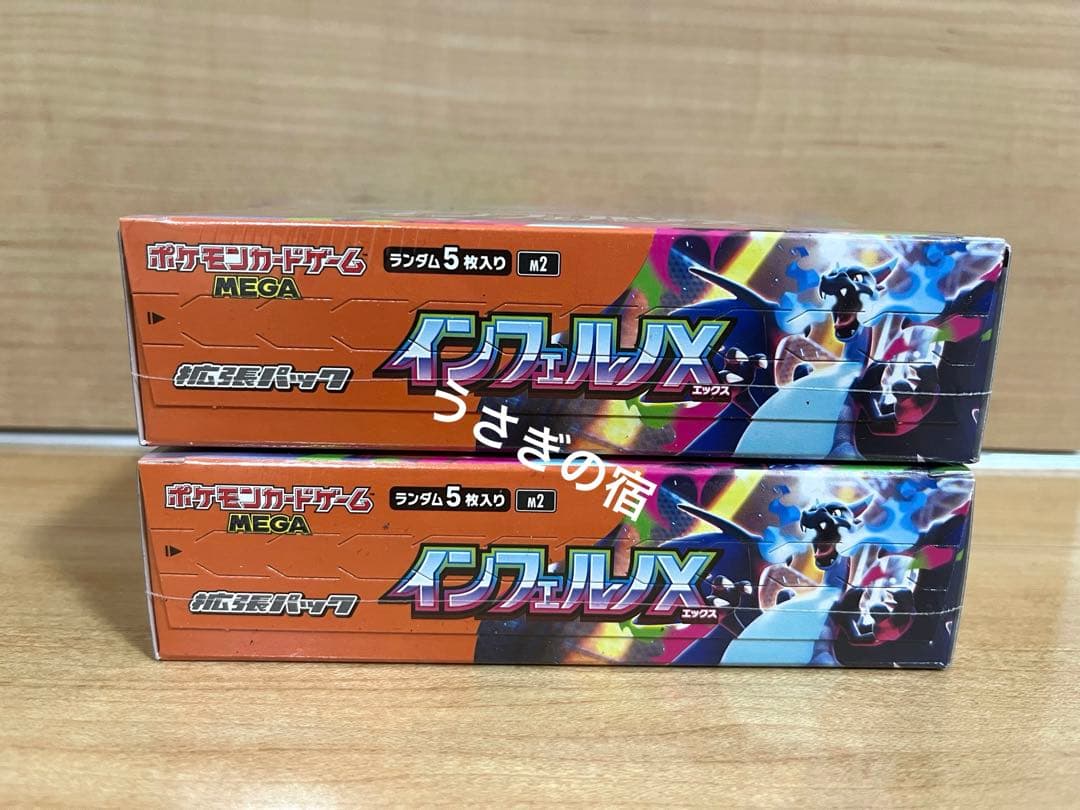 ポケモンカードゲーム
MEGA
ランダム5枚入り
M2
インフェルノX
エックス
拡張パック
うさぎの宿
ポケモンカードゲーム
MEGA
ランダム5枚入り
M2
インフェルノX
エックス
拡張パック